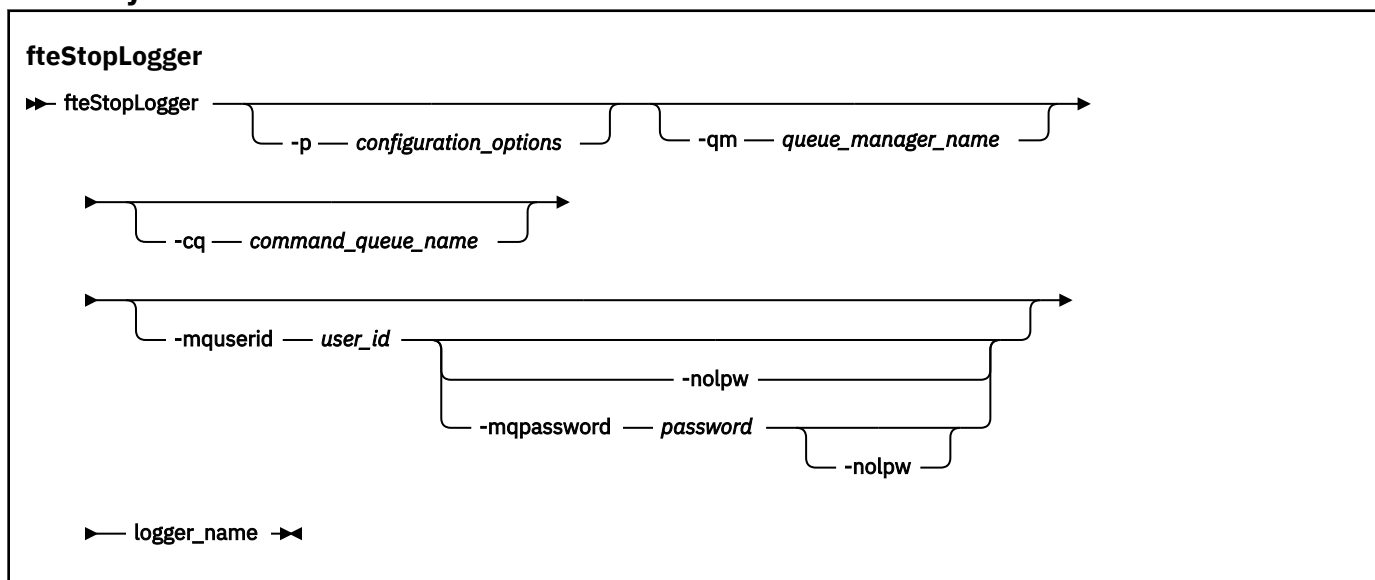 fteStopLogger
fteStopLogger
-p configuration_options -qm queue_manager_name
-cq command_queue_name
-mquserid user_id
-nolpw
-mqpassword password
-nolpw
logger_name